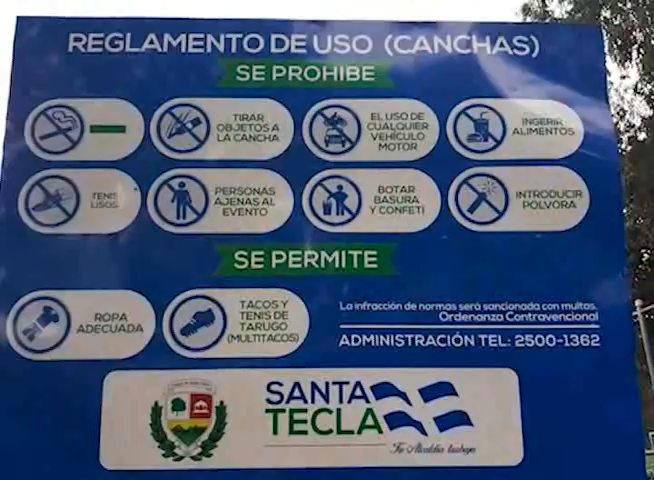 REGLAMENTO DE USO (CANCHAS)
SE PROHIBE
TIRAR
OBJETOS A
LA CANCHA
EL USO DE
CUALQUIER
VEHÍCULO
MOTOR
INGERIR
ALIMENTOS
TENIS
LISOS
PERSONAS
AJENAS AL
EVENTO
BOTAR
BASURA
Y CONFETI
INTRODUCIR
POLVORA
SE PERMITE
ROPA
ADECUADA
TACOS Y
TENIS DE
TARUGO
(MULTITACOS)
La infracción de normas será sancionada con multas.
Ordenanza Contravencional
ADMINISTRACIÓN TEL: 2500-1362
SANTA
TECLA
Tu Alcaldía trabaja